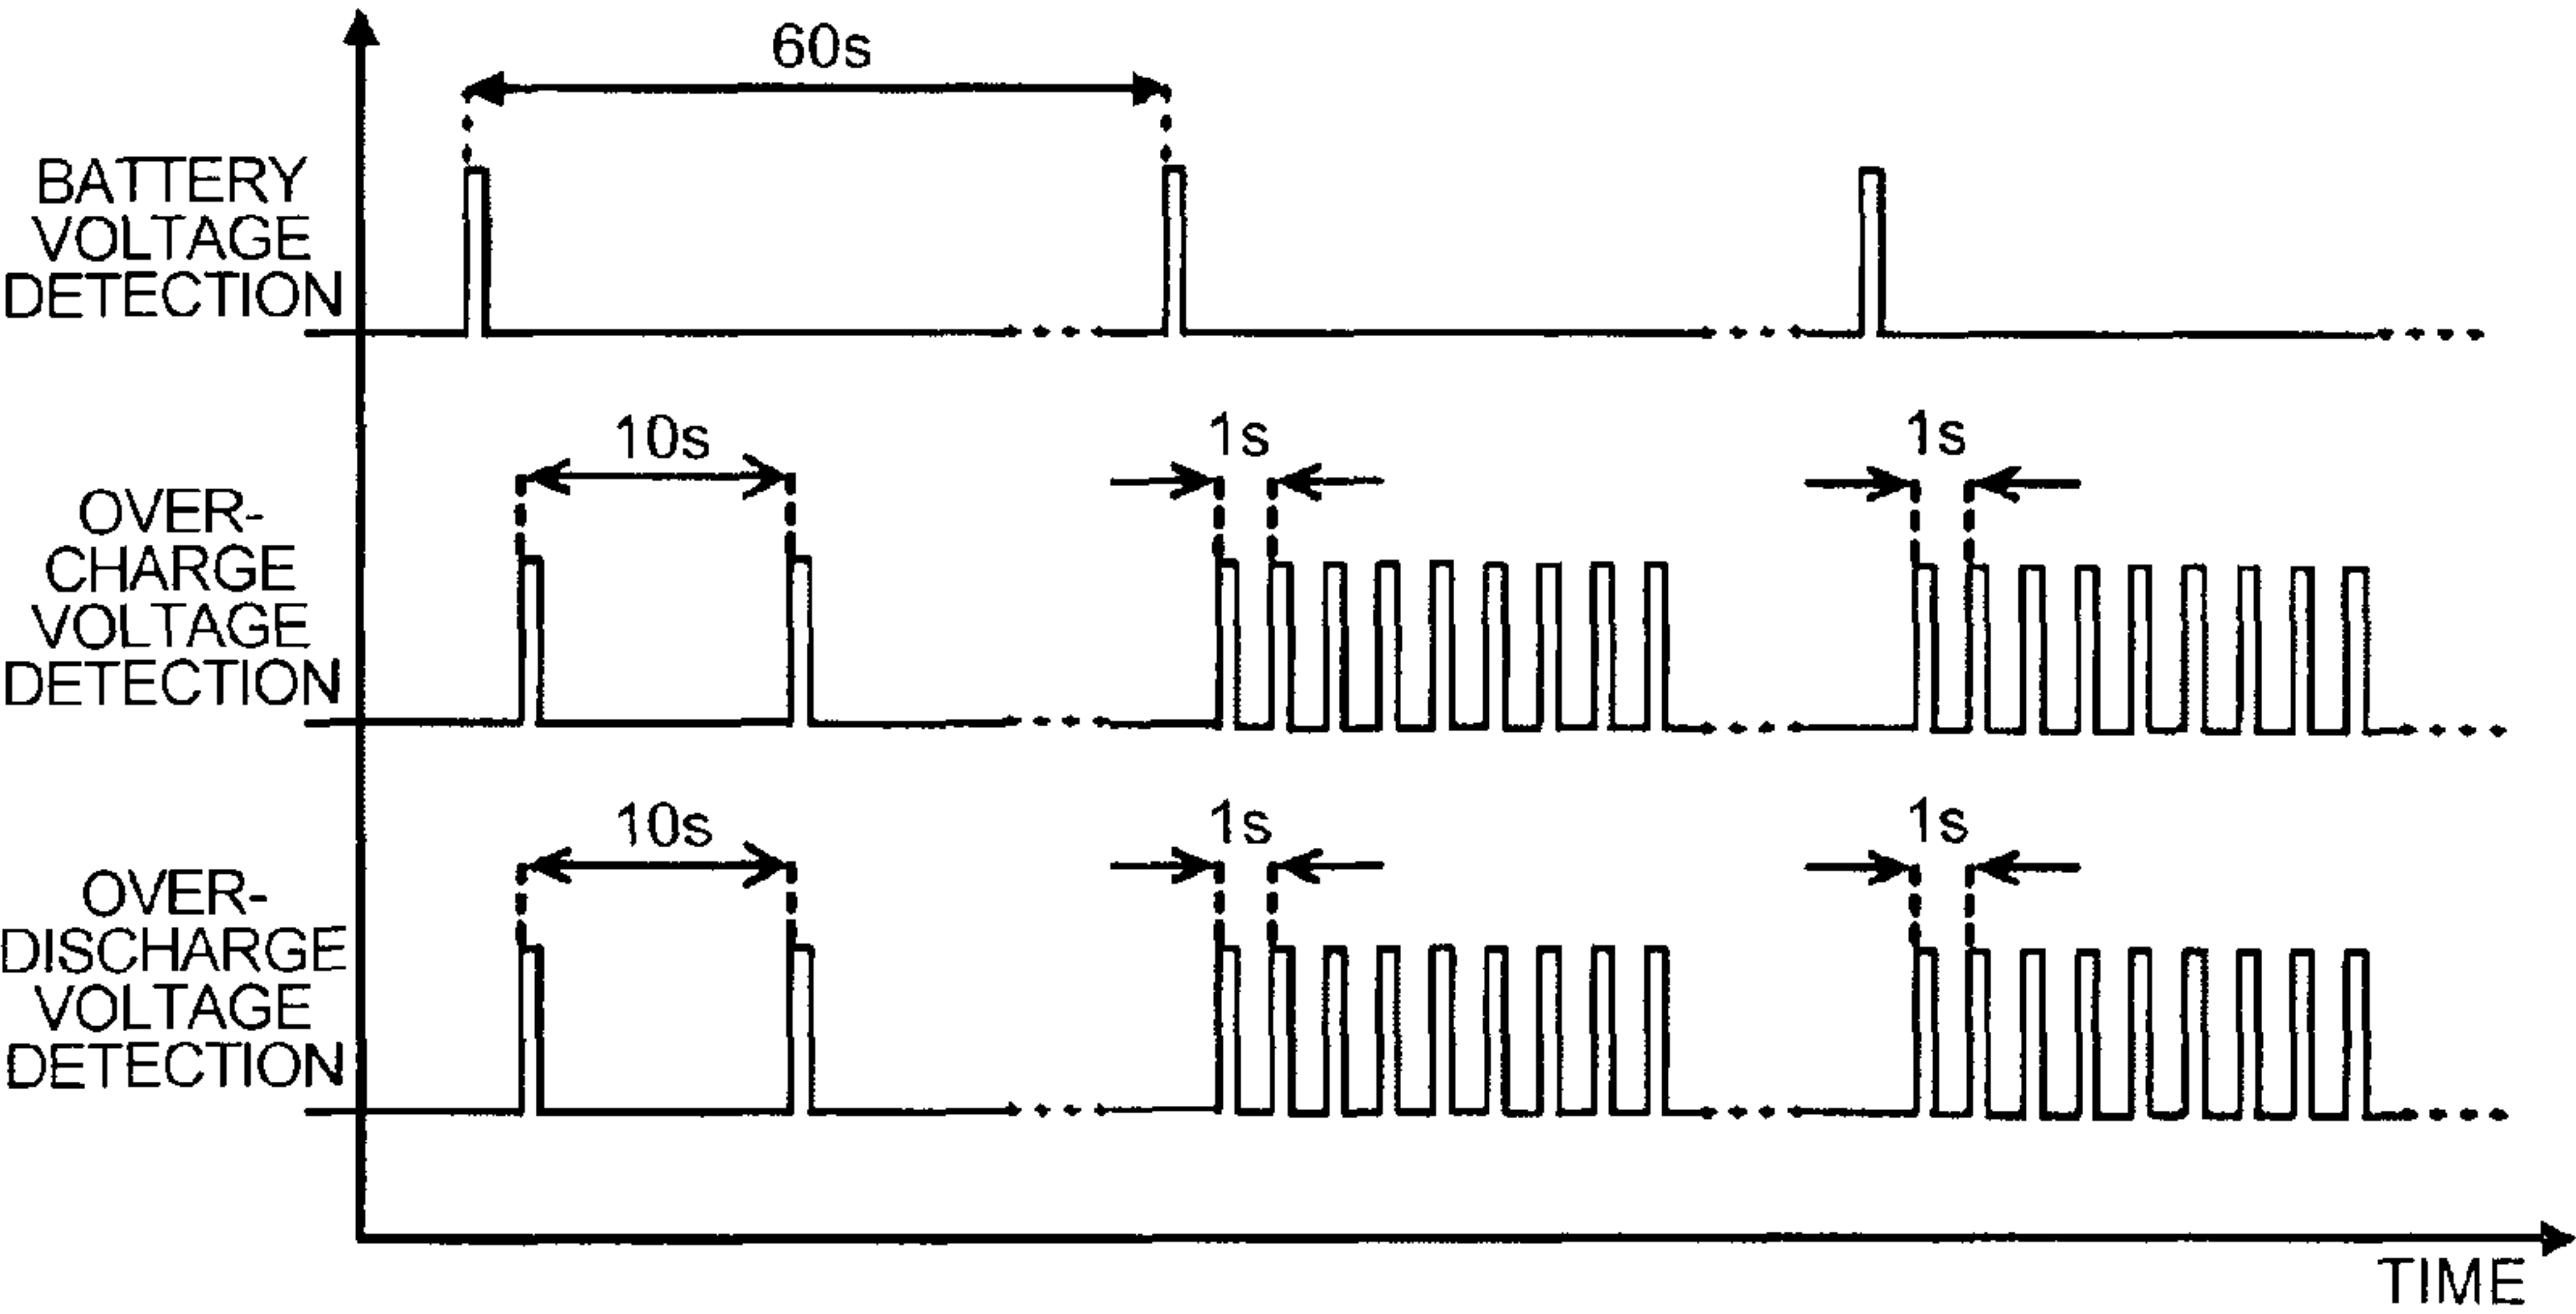 60s
BATTERY
VOLTAGE
DETECTION
10s
1s
1s
OVER-
CHARGE
VOLTAGE
DETECTION
10s
1s
1s
OVER-
DISCHARGE
VOLTAGE
DETECTION
TIME